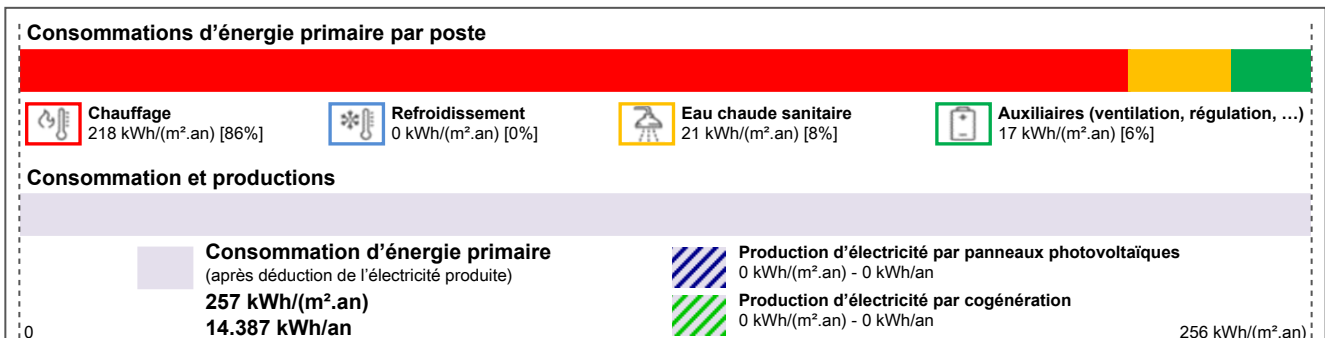 Consommations d'énergie primaire par poste
Chauffage
218 kWh/(m².an) [86%]
Refroidissement
0 kWh/(m².an) [0%]
Eau chaude sanitaire
21 kWh/(m².an) [8%]
Auxiliaires (ventilation, régulation, …)
17 kWh/(m².an) [6%]
Consommation et productions
Consommation d'énergie primaire
(après déduction de l'électricité produite)
257 kWh/(m².an)
14.387 kWh/an
Production d'électricité par panneaux photovoltaïques
0 kWh/(m².an) - 0 kWh/an
Production d'électricité par cogénération
0 kWh/(m².an) - 0 kWh/an
0
256 kWh/(m².an)